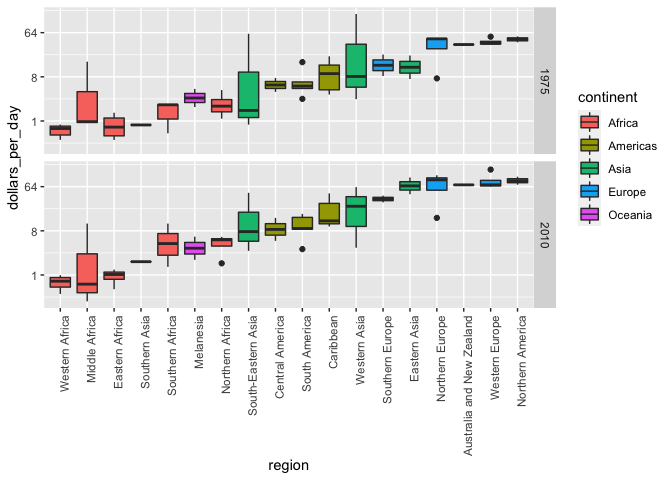 64
8
1
1975
64
8
1
2010
dollars_per_day
Western Africa
Middle Africa
Eastern Africa
Southern Asia
Southern Africa
Melanesia
Northern Africa
South-Eastern Asia
Central America
South America
Caribbean
Western Asia
Southern Europe
Eastern Asia
Northern Europe
Australia and New Zealand
Western Europe
Northern America
region
continent
Africa
Americas
Asia
Europe
Oceania